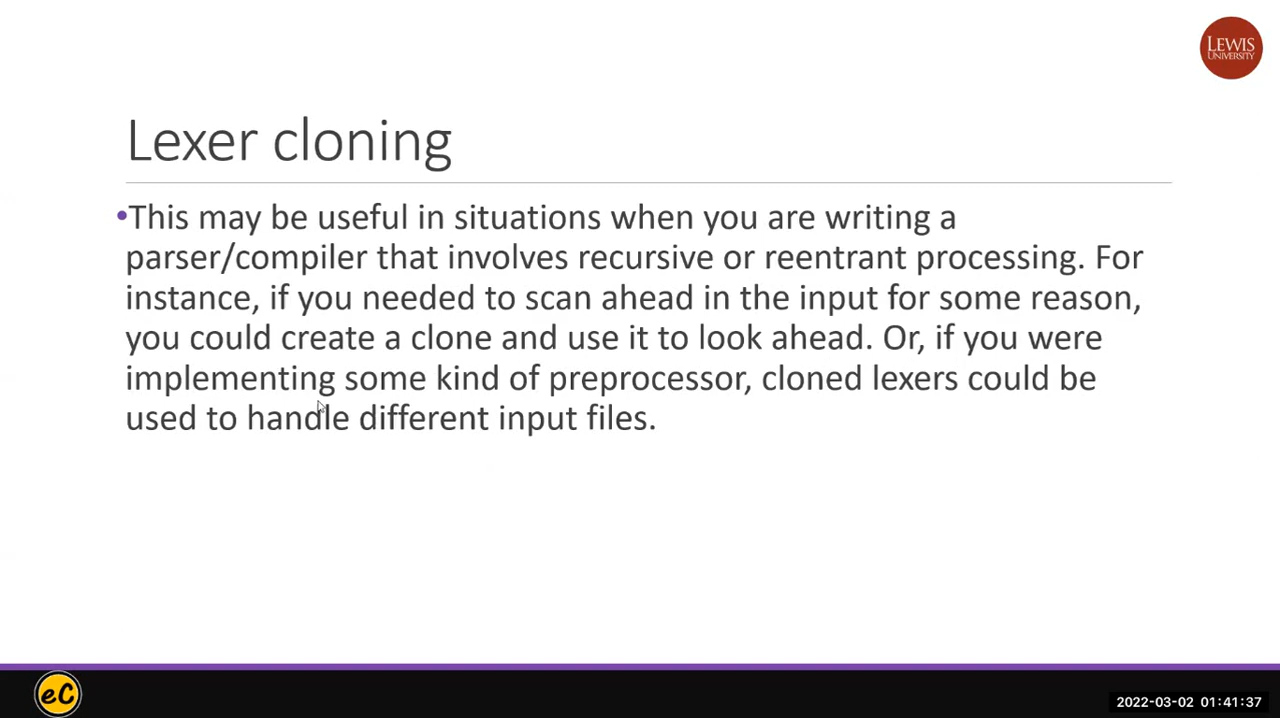 LEWIS
UNIVERSITY
Lexer cloning
•This may be useful in situations when you are writing a
parser/compiler that involves recursive or reentrant processing. For
instance, if you needed to scan ahead in the input for some reason,
you could create a clone and use it to look ahead. Or, if you were
implementing some kind of preprocessor, cloned lexers could be
used to handle different input files.
eC
2022-03-02 01:41:37